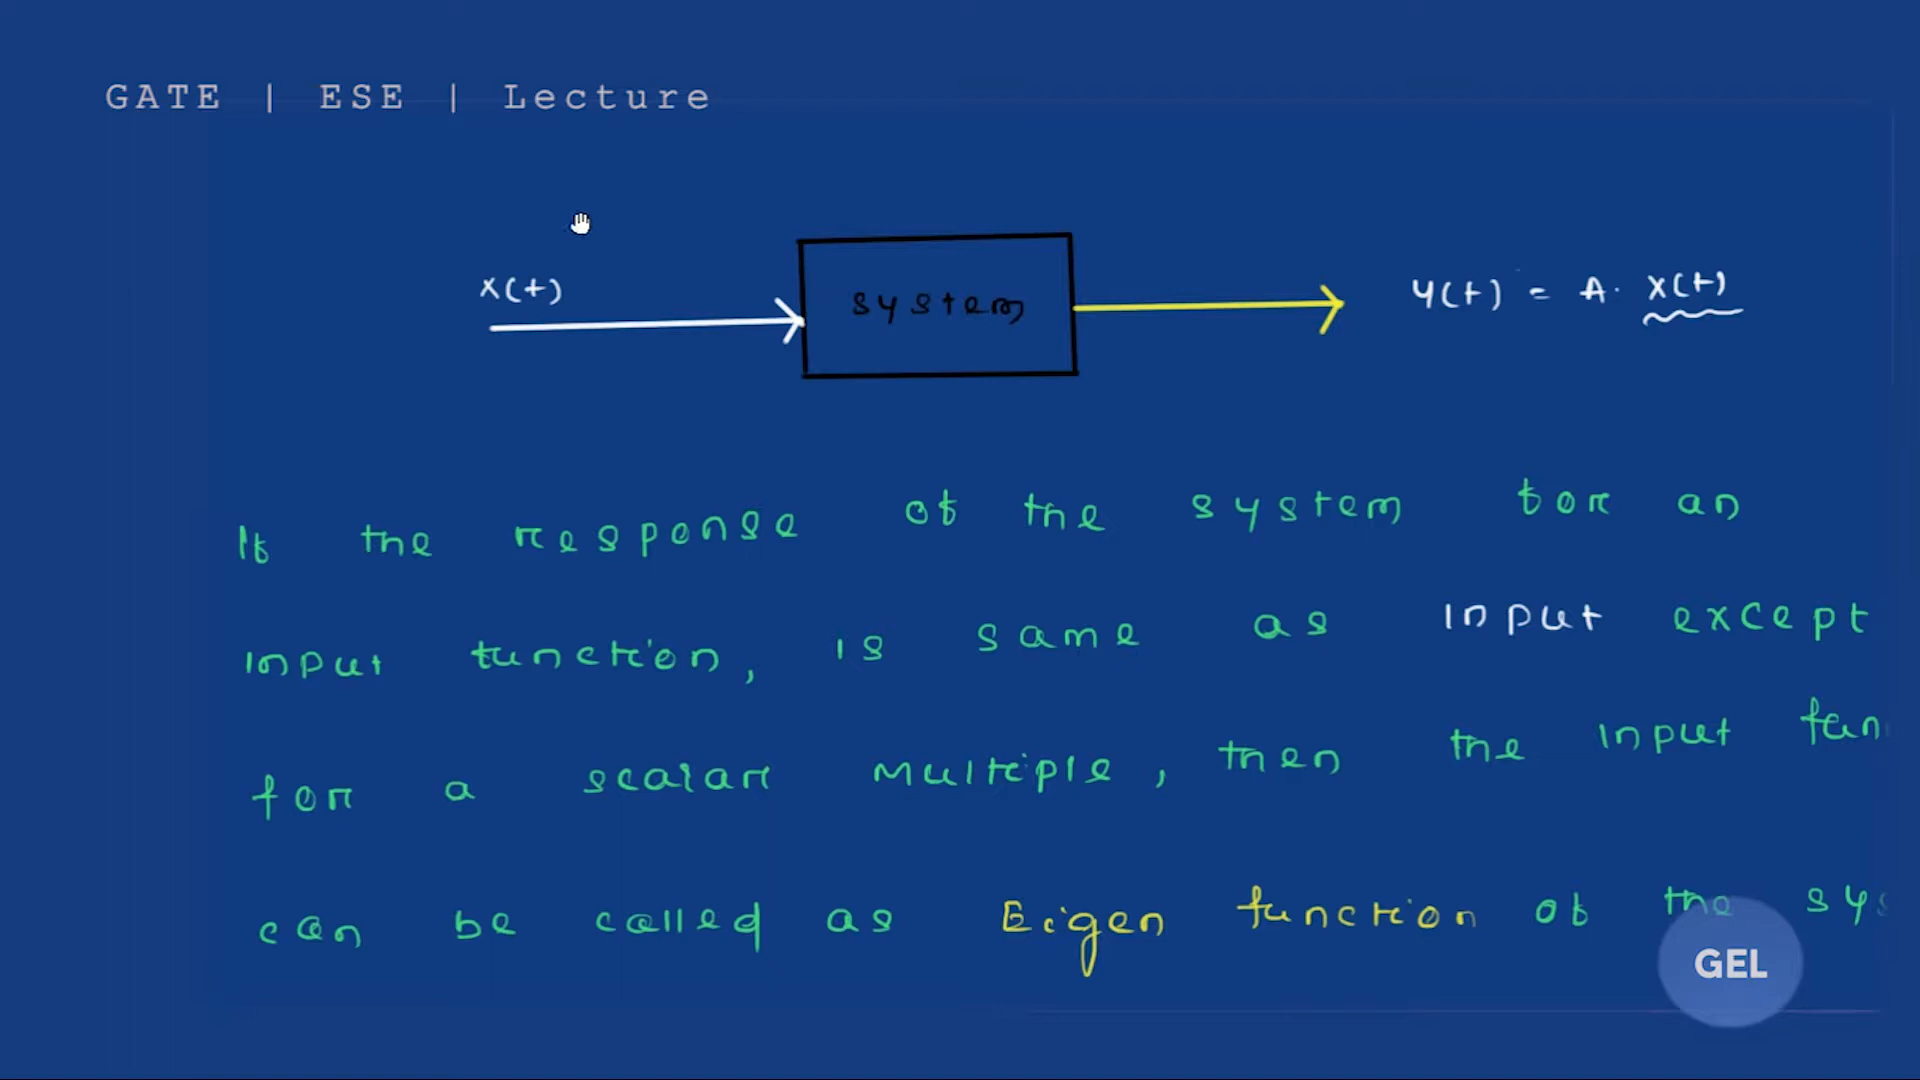 GATE | ESE | Lecture
x(t)
system
y(t) = A. x(t)
If the response of the system for an
input function, is same as input except
for a scalar multiple, then the input fun
can be called as Eigen function of the sys
GEL